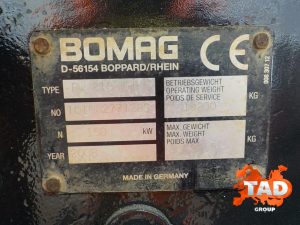 BOMAG
CE
D-56154 BOPPARD/RHEIN
TYPE
BETRIEBSGEWICHT
OPERATING WEIGHT
POIDS DE SERVICE
KG
NO
N
kW
MAX. GEWICHT
MAX. WEIGHT
POIDS MAX
KG
YEAR
MADE IN GERMANY
TAD
GROUP